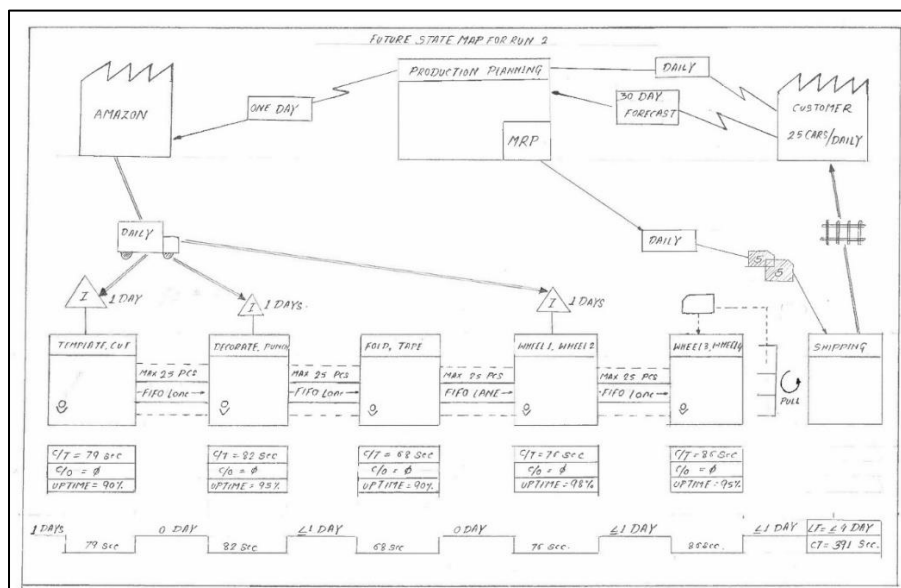 FUTURE STATE MAP FOR RUN 2
AMAZON
ONE DAY
PRODUCTION PLANNING
MRP
DAILY
30 DAY
FORECAST
CUSTOMER
25 CARS/DAILY
DAILY
DAILY
5
5
I
1 DAY
I
1 DAYS
I
1 DAYS
TEMPLATE, CUT
DECORATE, PUNCH
FOLD, TAPE
WHEEL 1, WHEEL 2
WHEEL 3, WHEEL 4
SHIPPING
MAX 25 PCS
MAX 25 PCS
MAX 25 PCS
MAX 25 PCS
FIFO Lane
FIFO Lane
FIFO LANE
FIFO Lane
PULL
C/T = 79 Sec
C/O = ø
UPTIME = 90%
C/T = 82 Sec
C/O = ø
UPTIME = 95%
C/T = 68 Sec
C/O = ø
UPTIME = 90%
C/T = 76 Sec
C/O = ø
UPTIME = 98%
C/T = 86 Sec
C/O = ø
UPTIME = 95%
1 DAYS
0 DAY
≤1 DAY
0 DAY
≤1 DAY
≤1 DAY
LT = ≤ 4 DAY
79 Sec
82 Sec
68 Sec
76 Sec.
86 Sec.
CT = 391 Sec.